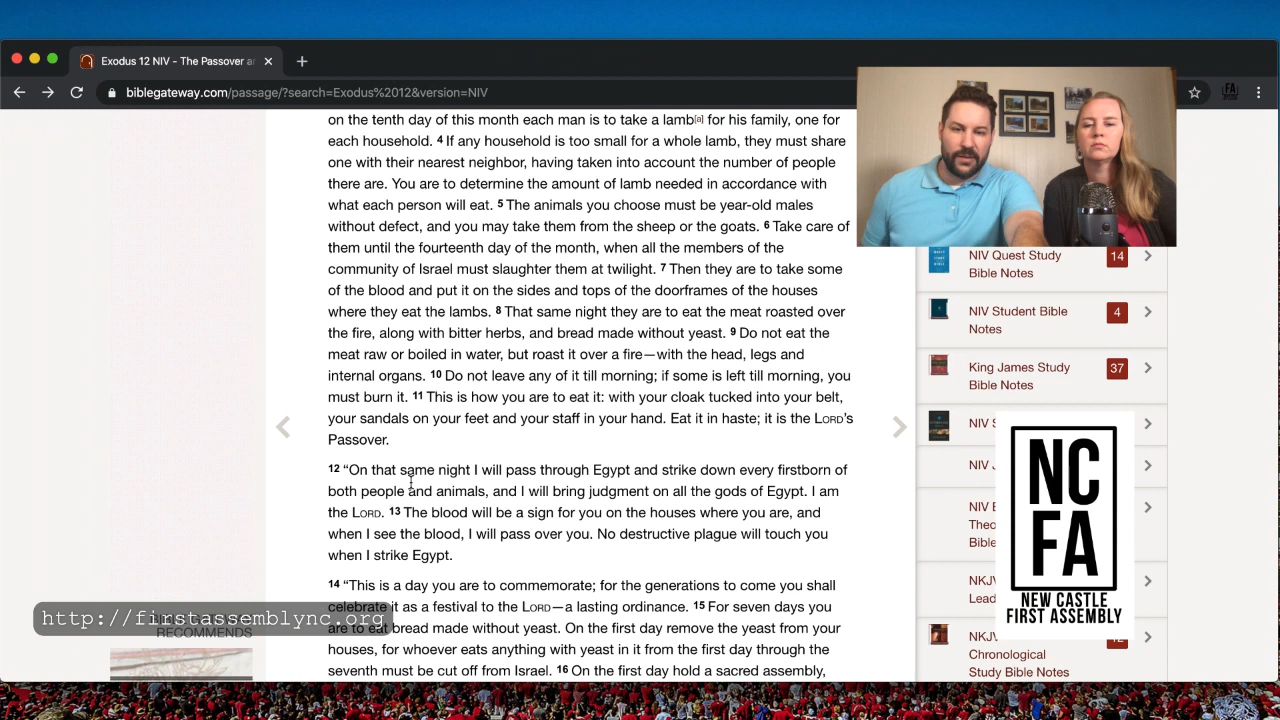 Exodus 12 NIV - The Passover a
biblegateway.com/passage/?search=Exodus%2012&version=NIV
on the tenth day of this month each man is to take a lamb[a] for his family, one for
each household. 4 If any household is too small for a whole lamb, they must share
one with their nearest neighbor, having taken into account the number of people
there are. You are to determine the amount of lamb needed in accordance with
what each person will eat. 5 The animals you choose must be year-old males
without defect, and you may take them from the sheep or the goats. 6 Take care of
them until the fourteenth day of the month, when all the members of the
community of Israel must slaughter them at twilight. 7 Then they are to take some
of the blood and put it on the sides and tops of the doorframes of the houses
where they eat the lambs. 8 That same night they are to eat the meat roasted over
the fire, along with bitter herbs, and bread made without yeast. 9 Do not eat the
meat raw or boiled in water, but roast it over a fire—with the head, legs and
internal organs. 10 Do not leave any of it till morning; if some is left till morning, you
must burn it. 11 This is how you are to eat it: with your cloak tucked into your belt,
your sandals on your feet and your staff in your hand. Eat it in haste; it is the LORD's
Passover.
12 “On that same night I will pass through Egypt and strike down every firstborn of
both people and animals, and I will bring judgment on all the gods of Egypt. I am
the LORD. 13 The blood will be a sign for you on the houses where you are, and
when I see the blood, I will pass over you. No destructive plague will touch you
when I strike Egypt.
14 “This is a day you are to commemorate; for the generations to come you shall
celebrate it as a festival to the LORD—a lasting ordinance. 15 For seven days you
are to eat bread made without yeast. On the first day remove the yeast from your
houses, for whoever eats anything with yeast in it from the first day through the
seventh must be cut off from Israel. 16 On the first day hold a sacred assembly,
http://firstassemblync.org
RECOMMENDS
NIV Quest Study
Bible Notes
14
NIV Student Bible
Notes
4
King James Study
Bible Notes
37
NIV
NIV
NIV
Bible
NKJV
Lead
NKJV
Chronological
Study Bible Notes
NC
FA
NEW CASTLE
FIRST ASSEMBLY